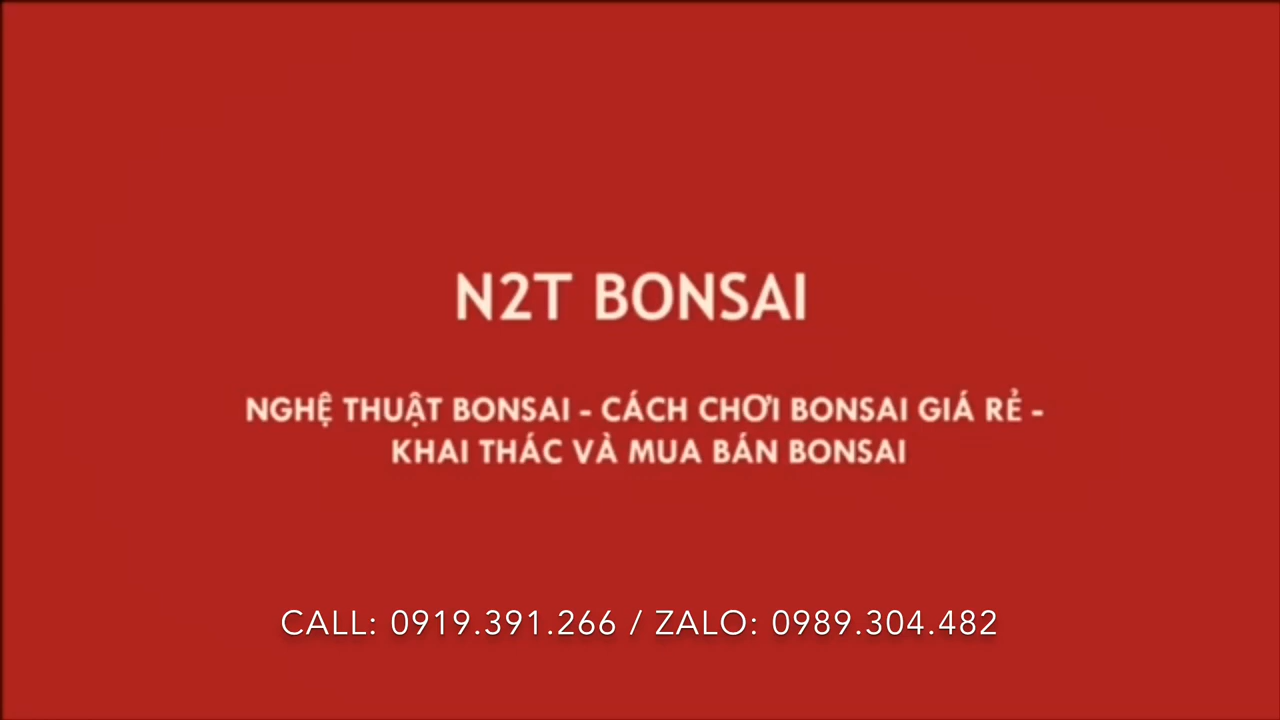 N2T BONSAI
NGHỆ THUẬT BONSAI - CÁCH CHƠI BONSAI GIÁ RẺ -
KHAI THÁC VÀ MUA BÁN BONSAI
CALL: 0919.391.266 / ZALO: 0989.304.482